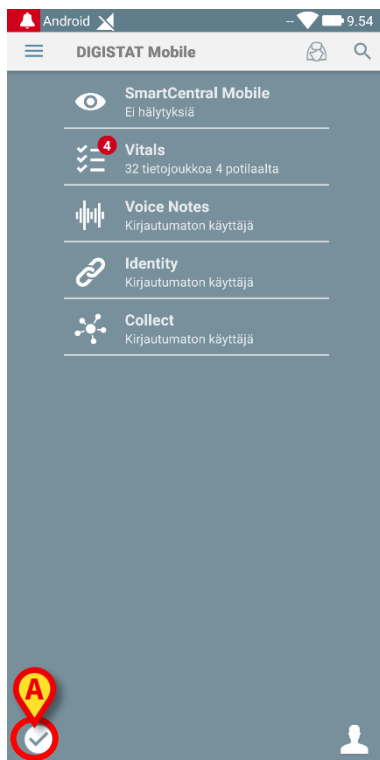 Android -- 9.54
DIGISTAT Mobile
SmartCentral Mobile
Ei hälytyksiä
4
Vitals
32 tietojoukkoa 4 potilaalta
Voice Notes
Kirjautumaton käyttäjä
Identity
Kirjautumaton käyttäjä
Collect
Kirjautumaton käyttäjä
A